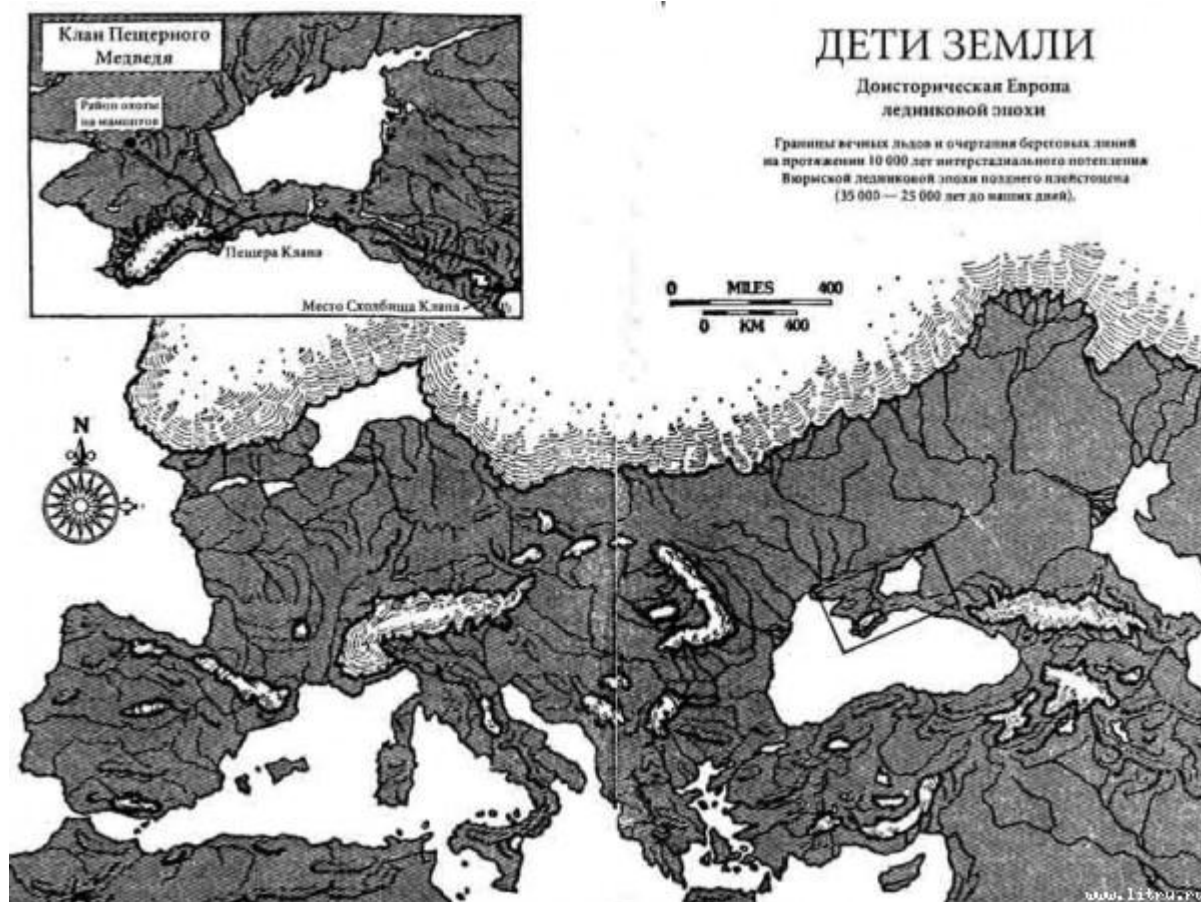 Клан Пещерного
Медведя
Район охоты
на мамонтов
Пещера Клана
Место Сходбища Клана
ДЕТИ ЗЕМЛИ
Доисторическая Европа
ледниковой эпохи
Границы вечных льдов и очертания береговых линий
на протяжении 10 000 лет интерстадиального потепления
Вюрмской ледниковой эпохи позднего плейстоцена
(35 000 — 25 000 лет до наших дней).
0 MILES 400
0 KM 400
N
www.litru.ru